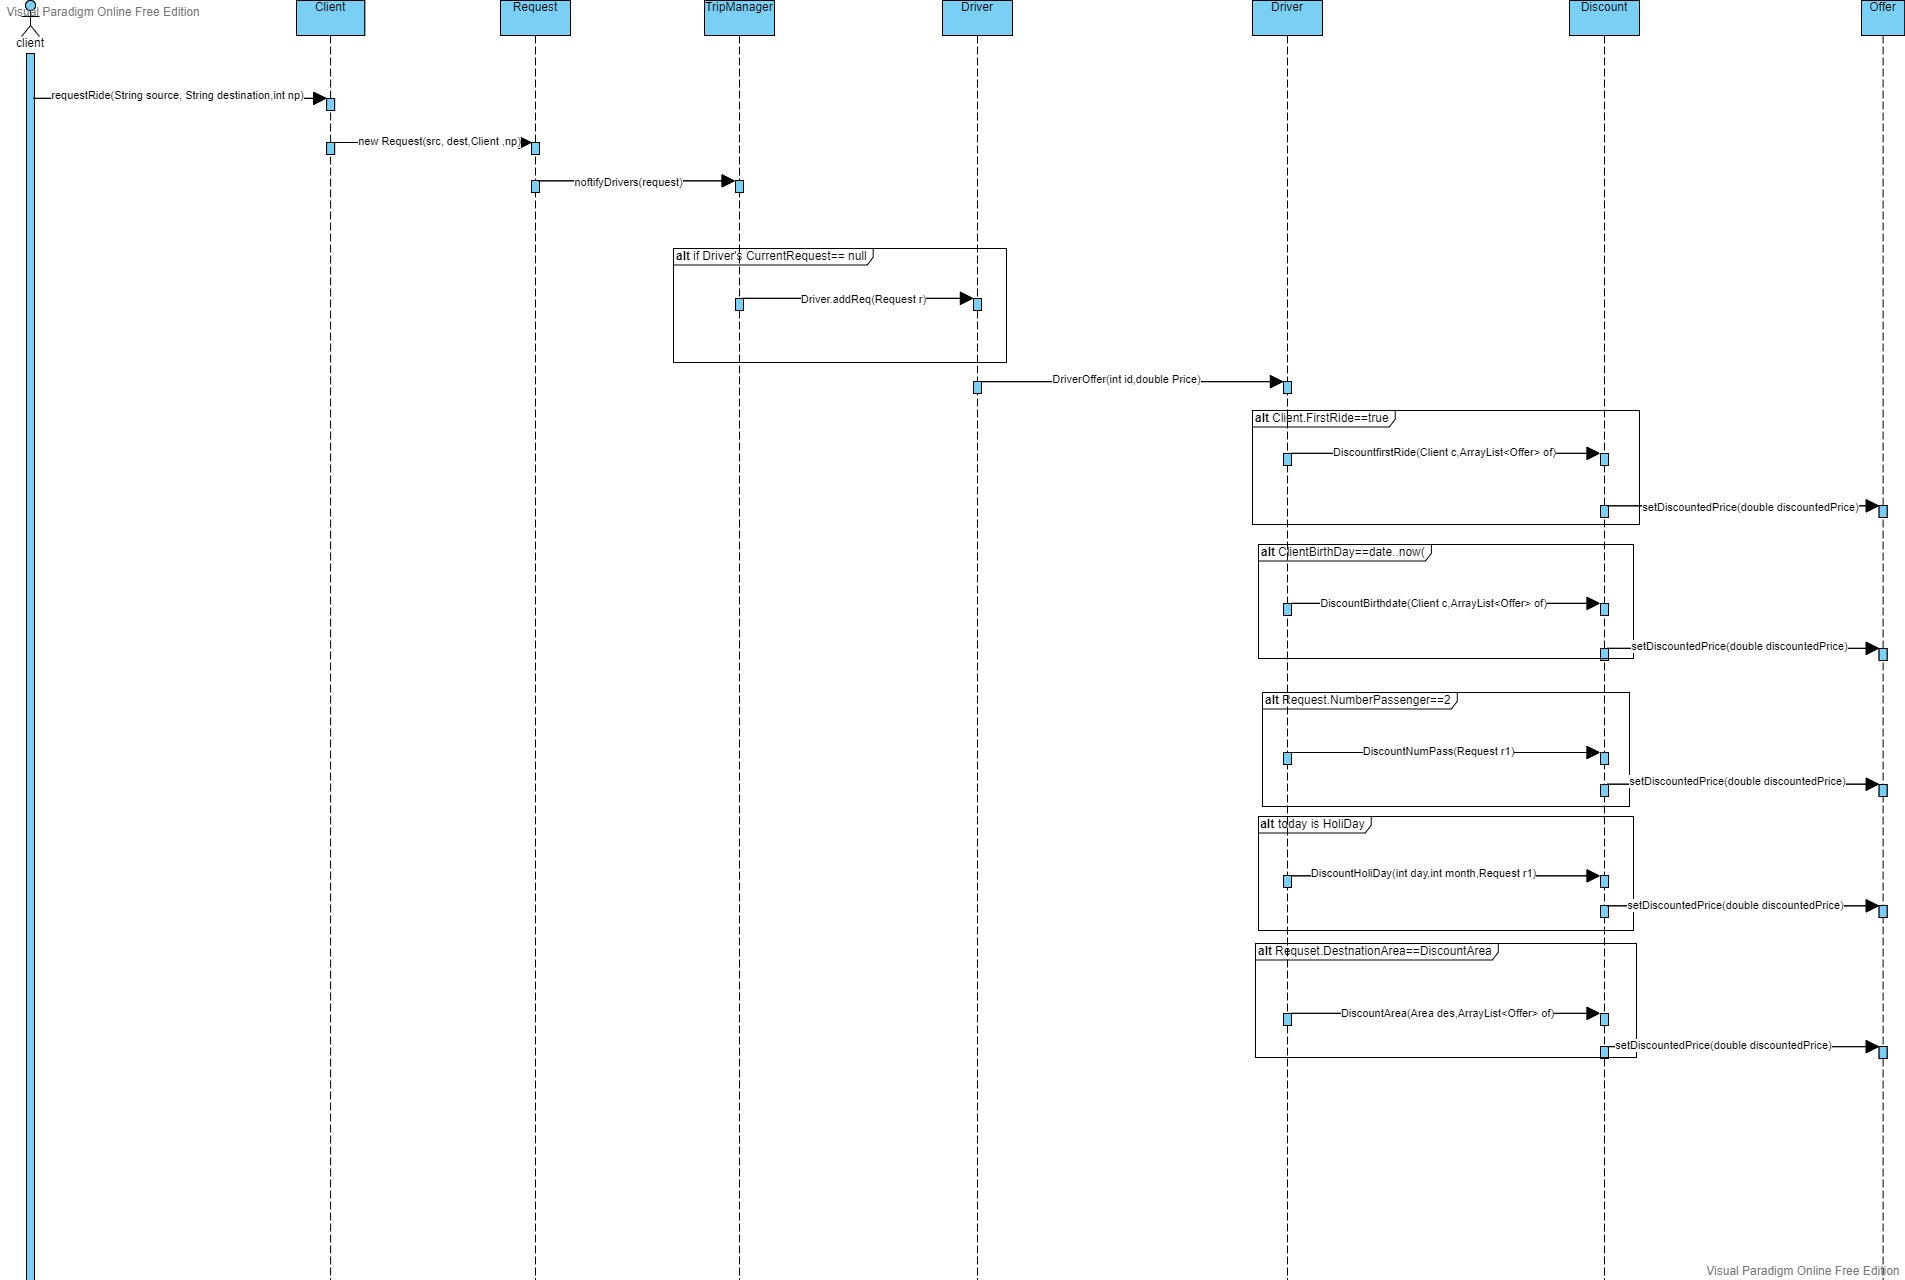 Visual Paradigm Online Free Edition
Client
Request
TripManager
Driver
Driver
Discount
Offer
client
requestRide(String source, String destination,int np)
new Request(src, dest,Client ,np)
noftifyDrivers(request)
alt if Driver's CurrentRequest== null
Driver.addReq(Request r)
DriverOffer(int id,double Price)
alt Client.FirstRide==true
DiscountfirstRide(Client c,ArrayList<Offer> of)
setDiscountedPrice(double discountedPrice)
alt ClientBirthDay==date..now(
DiscountBirthdate(Client c,ArrayList<Offer> of)
setDiscountedPrice(double discountedPrice)
alt Request.NumberPassenger==2
DiscountNumPass(Request r1)
setDiscountedPrice(double discountedPrice)
alt today is HoliDay
DiscountHoliDay(int day,int month,Request r1)
setDiscountedPrice(double discountedPrice)
alt Requset.DestnationArea==DiscountArea
DiscountArea(Area des,ArrayList<Offer> of)
setDiscountedPrice(double discountedPrice)
Visual Paradigm Online Free Edition